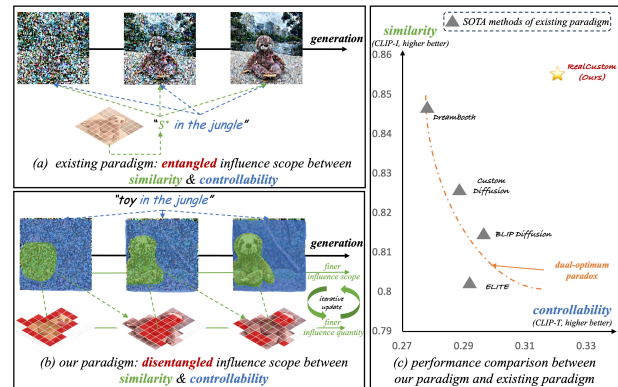 generation
"S* in the jungle"
(a) existing paradigm: entangled influence scope between
similarity & controllability
"toy in the jungle"
generation
finer
influence scope
iterative
update
finer
influence quantity
(b) our paradigm: disentangled influence scope between
similarity & controllability
similarity
(CLIP-I, higher better)
SOTA methods of existing paradigm
0.86
RealCustom
(Ours)
0.85
Dreambooth
0.84
0.83
Custom
Diffusion
0.82
BLIP Diffusion
0.81
dual-optimum
paradox
0.8
ELITE
controllability
(CLIP-T, higher better)
0.79
0.27
0.29
0.31
0.33
(c) performance comparison between
our paradigm and existing paradigm